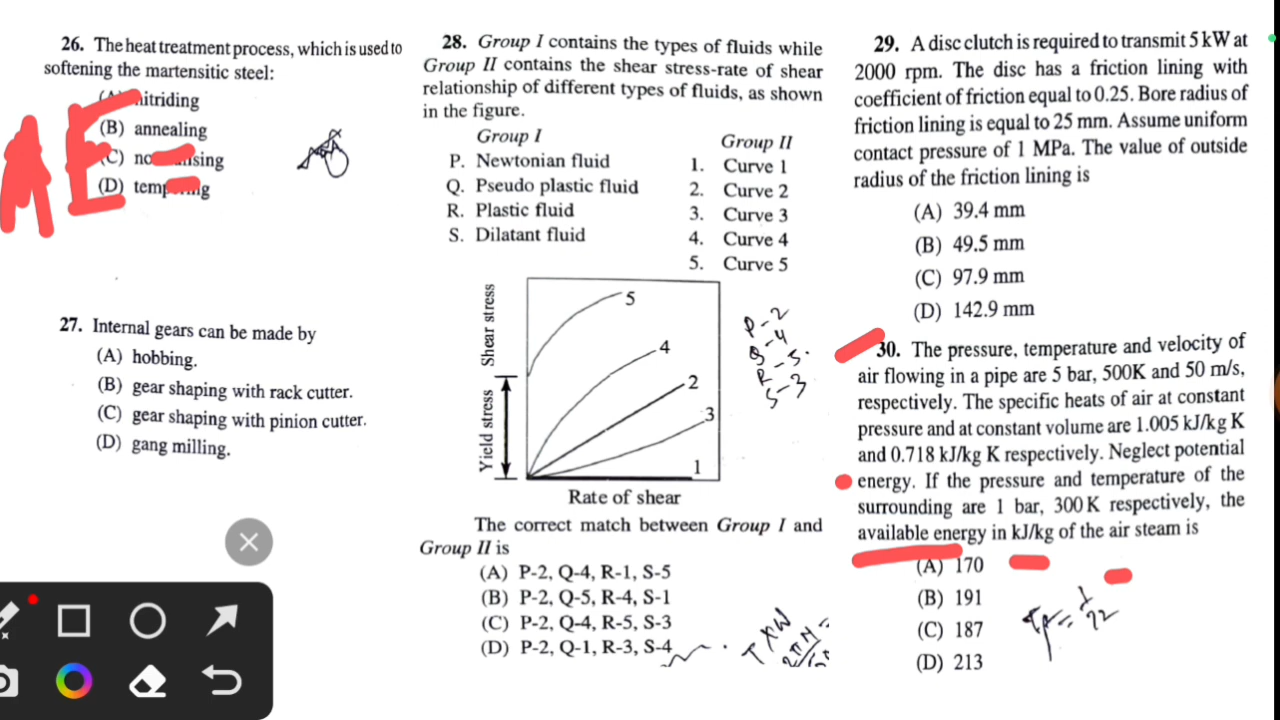 26. The heat treatment process, which is used to
softening the martensitic steel:
(A) nitriding
(B) annealing
(C)
(D)
AE
27. Internal gears can be made by
(A) hobbing.
(B) gear shaping with rack cutter.
(C) gear shaping with pinion cutter.
(D) gang milling.
28. Group I contains the types of fluids while
Group II contains the shear stress-rate of shear
relationship of different types of fluids, as shown
in the figure.
Group I
P. Newtonian fluid
Q. Pseudo plastic fluid
R. Plastic fluid
S. Dilatant fluid
Group II
1. Curve 1
2. Curve 2
3. Curve 3
4. Curve 4
5. Curve 5
Shear stress
Yield stress
5
4
2
3
1
Rate of shear
P-2
Q-4
R-5.
S-3
The correct match between Group I and
Group II is
(A) P-2, Q-4, R-1, S-5
(B) P-2, Q-5, R-4, S-1
(C) P-2, Q-4, R-5, S-3
(D) P-2, Q-1, R-3, S-4
T×W
2πN
29. A disc clutch is required to transmit 5 kW at
2000 rpm. The disc has a friction lining with
coefficient of friction equal to 0.25. Bore radius of
friction lining is equal to 25 mm. Assume uniform
contact pressure of 1 MPa. The value of outside
radius of the friction lining is
(A) 39.4 mm
(B) 49.5 mm
(C) 97.9 mm
(D) 142.9 mm
30. The pressure, temperature and velocity of
air flowing in a pipe are 5 bar, 500K and 50 m/s,
respectively. The specific heats of air at constant
pressure and at constant volume are 1.005 kJ/kg K
and 0.718 kJ/kg K respectively. Neglect potential
energy. If the pressure and temperature of the
surrounding are 1 bar, 300 K respectively, the
available energy in kJ/kg of the air steam is
(A) 170
(B) 191
(C) 187
(D) 213